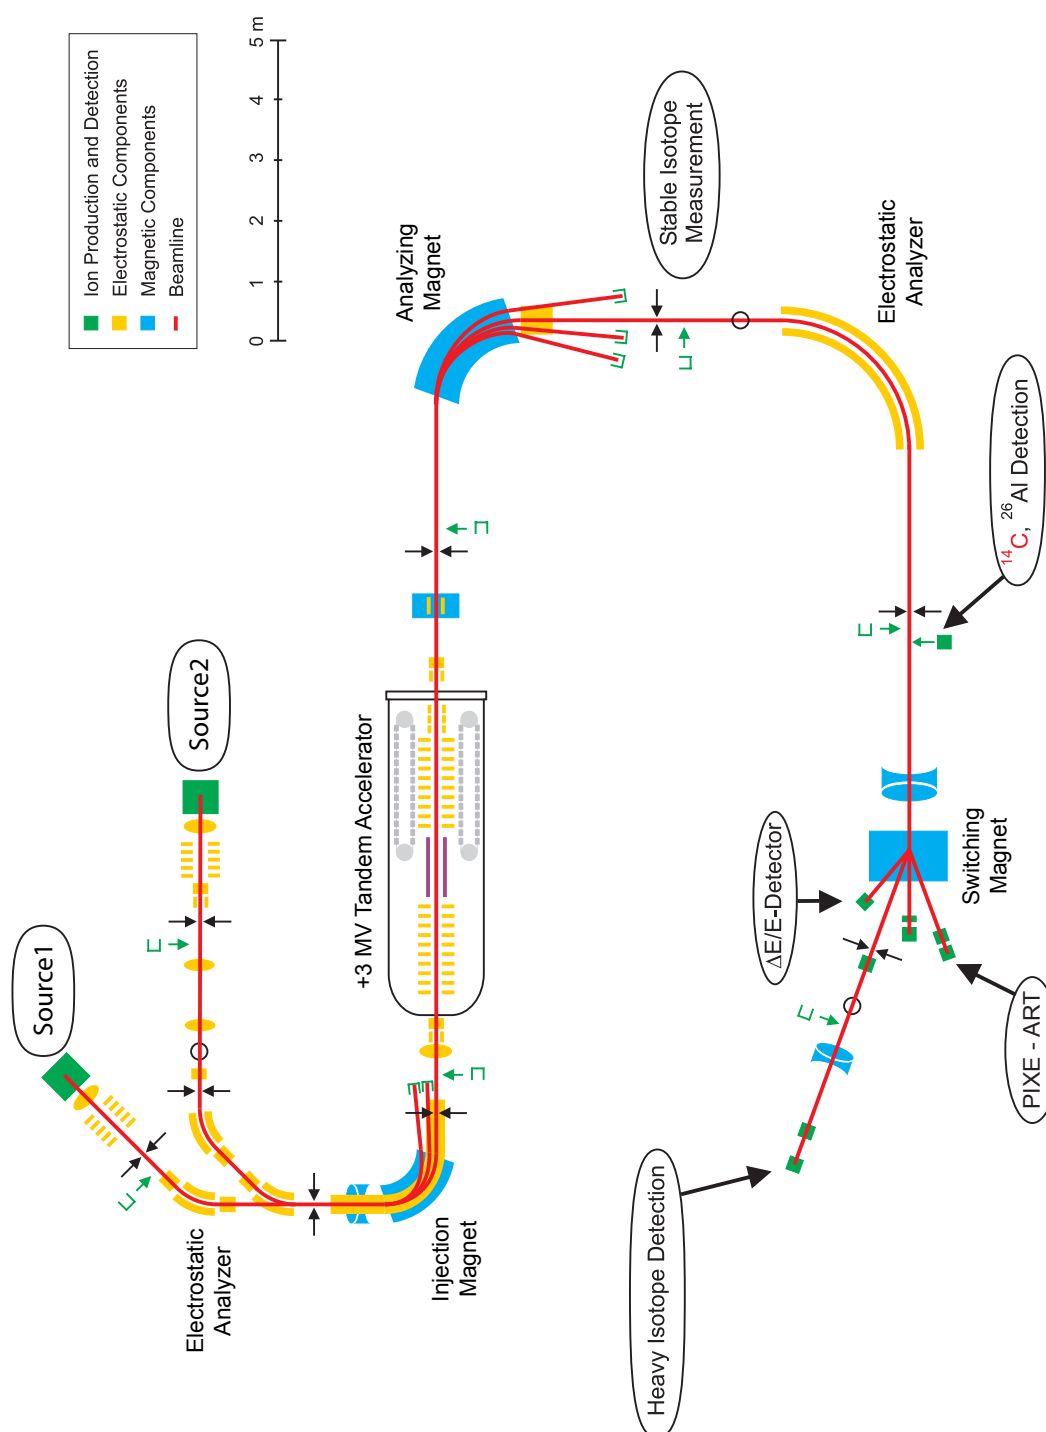 Ion Production and Detection
Electrostatic Components
Magnetic Components
Beamline
0 1 2 3 4 5 m
Source1
Source2
Electrostatic
Analyzer
Injection
Magnet
+3 MV Tandem Accelerator
Analyzing
Magnet
Stable Isotope
Measurement
Electrostatic
Analyzer
¹⁴C, ²⁶Al Detection
Switching
Magnet
ΔE/E-Detector
PIXE - ART
Heavy Isotope Detection